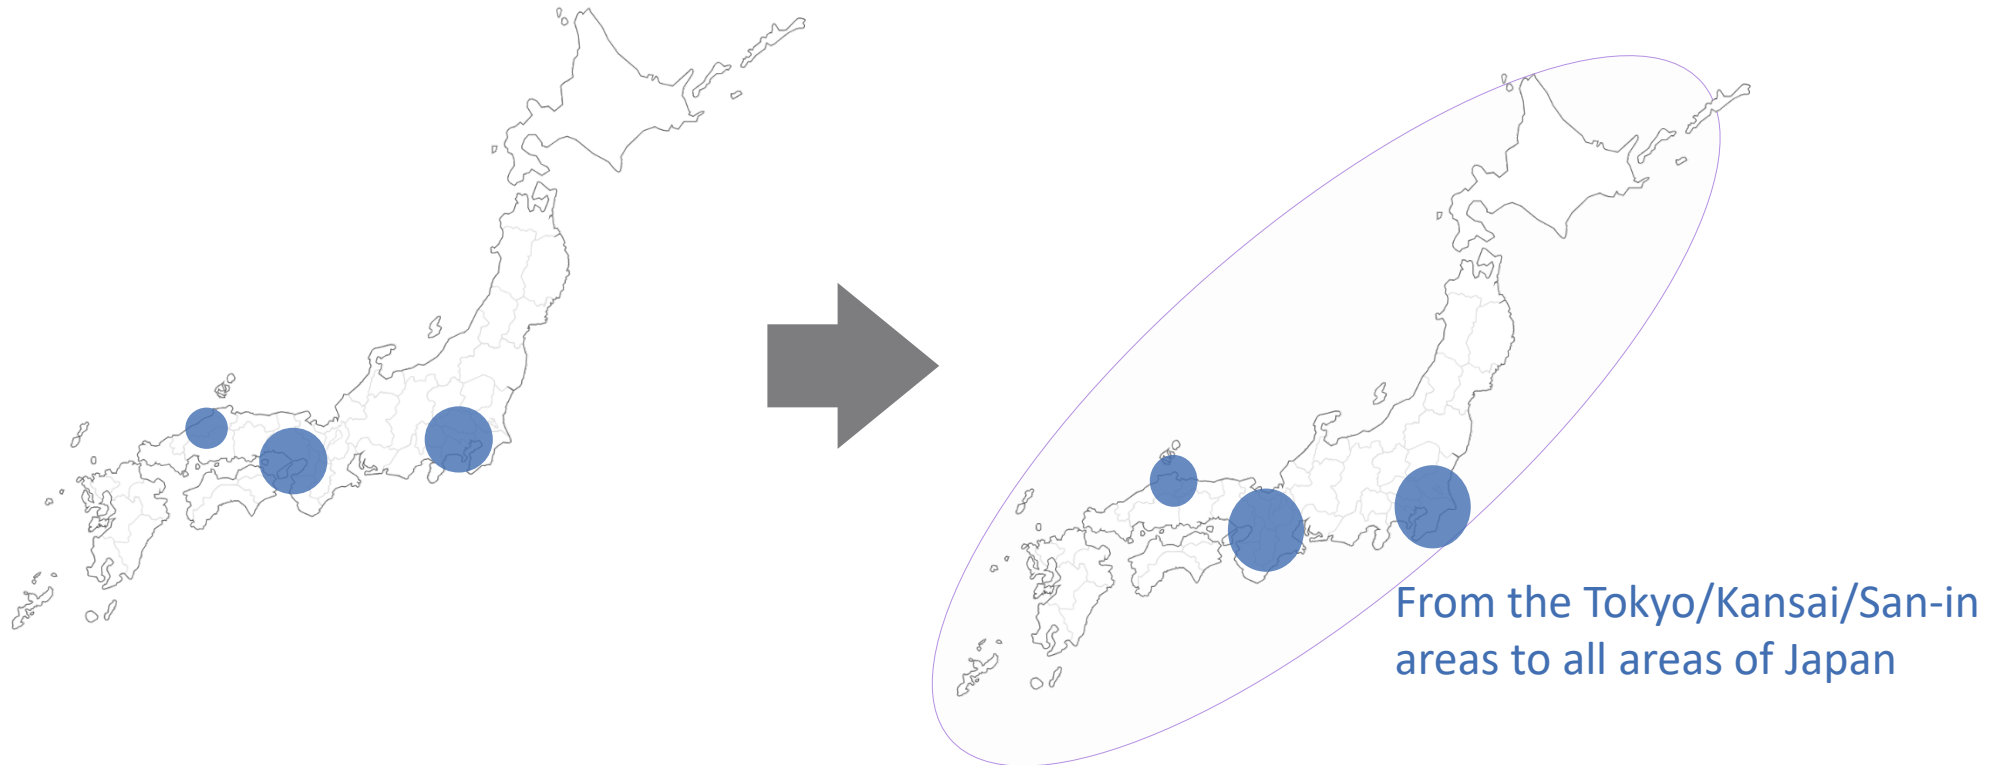 From the Tokyo/Kansai/San-in
areas to all areas of Japan